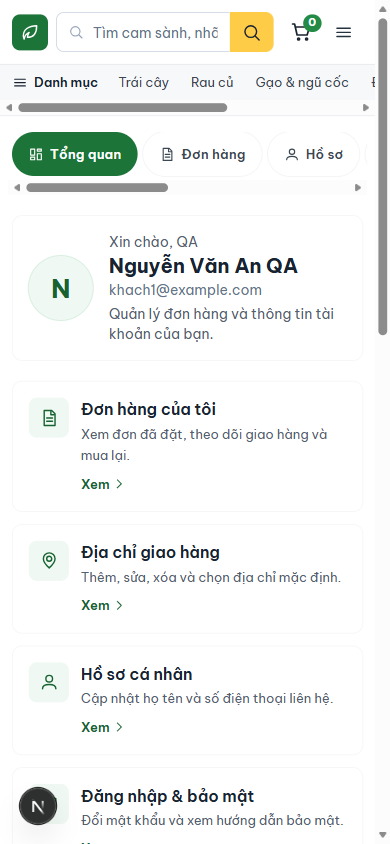 Tìm cam sành, nhã
0
Danh mục Trái cây Rau củ Gạo & ngũ cốc
Tổng quan Đơn hàng Hồ sơ
Xin chào, QA
N
Nguyễn Văn An QA
khach1@example.com
Quản lý đơn hàng và thông tin tài
khoản của bạn.
Đơn hàng của tôi
Xem đơn đã đặt, theo dõi giao hàng và
mua lại.
Xem
Địa chỉ giao hàng
Thêm, sửa, xóa và chọn địa chỉ mặc định.
Xem
Hồ sơ cá nhân
Cập nhật họ tên và số điện thoại liên hệ.
Xem
N
Đăng nhập & bảo mật
Đổi mật khẩu và xem hướng dẫn bảo mật.